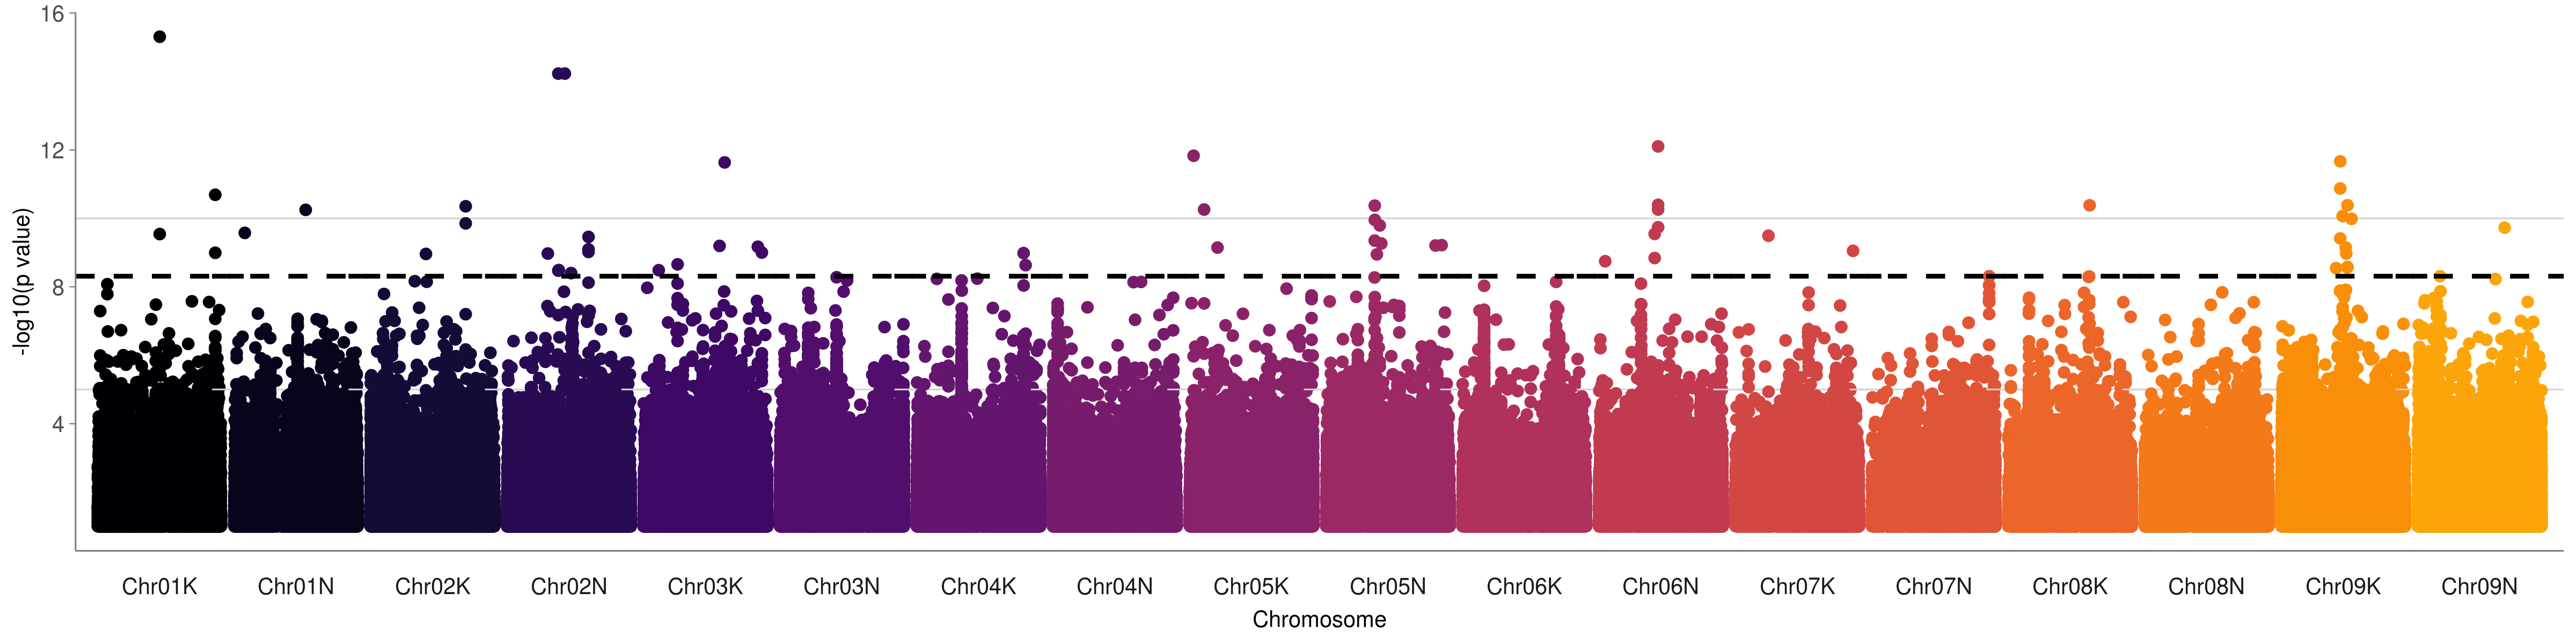 -log10(p value)
16
12
8
4
Chr01K Chr01N Chr02K Chr02N Chr03K Chr03N Chr04K Chr04N Chr05K Chr05N Chr06K Chr06N Chr07K Chr07N Chr08K Chr08N Chr09K Chr09N
Chromosome